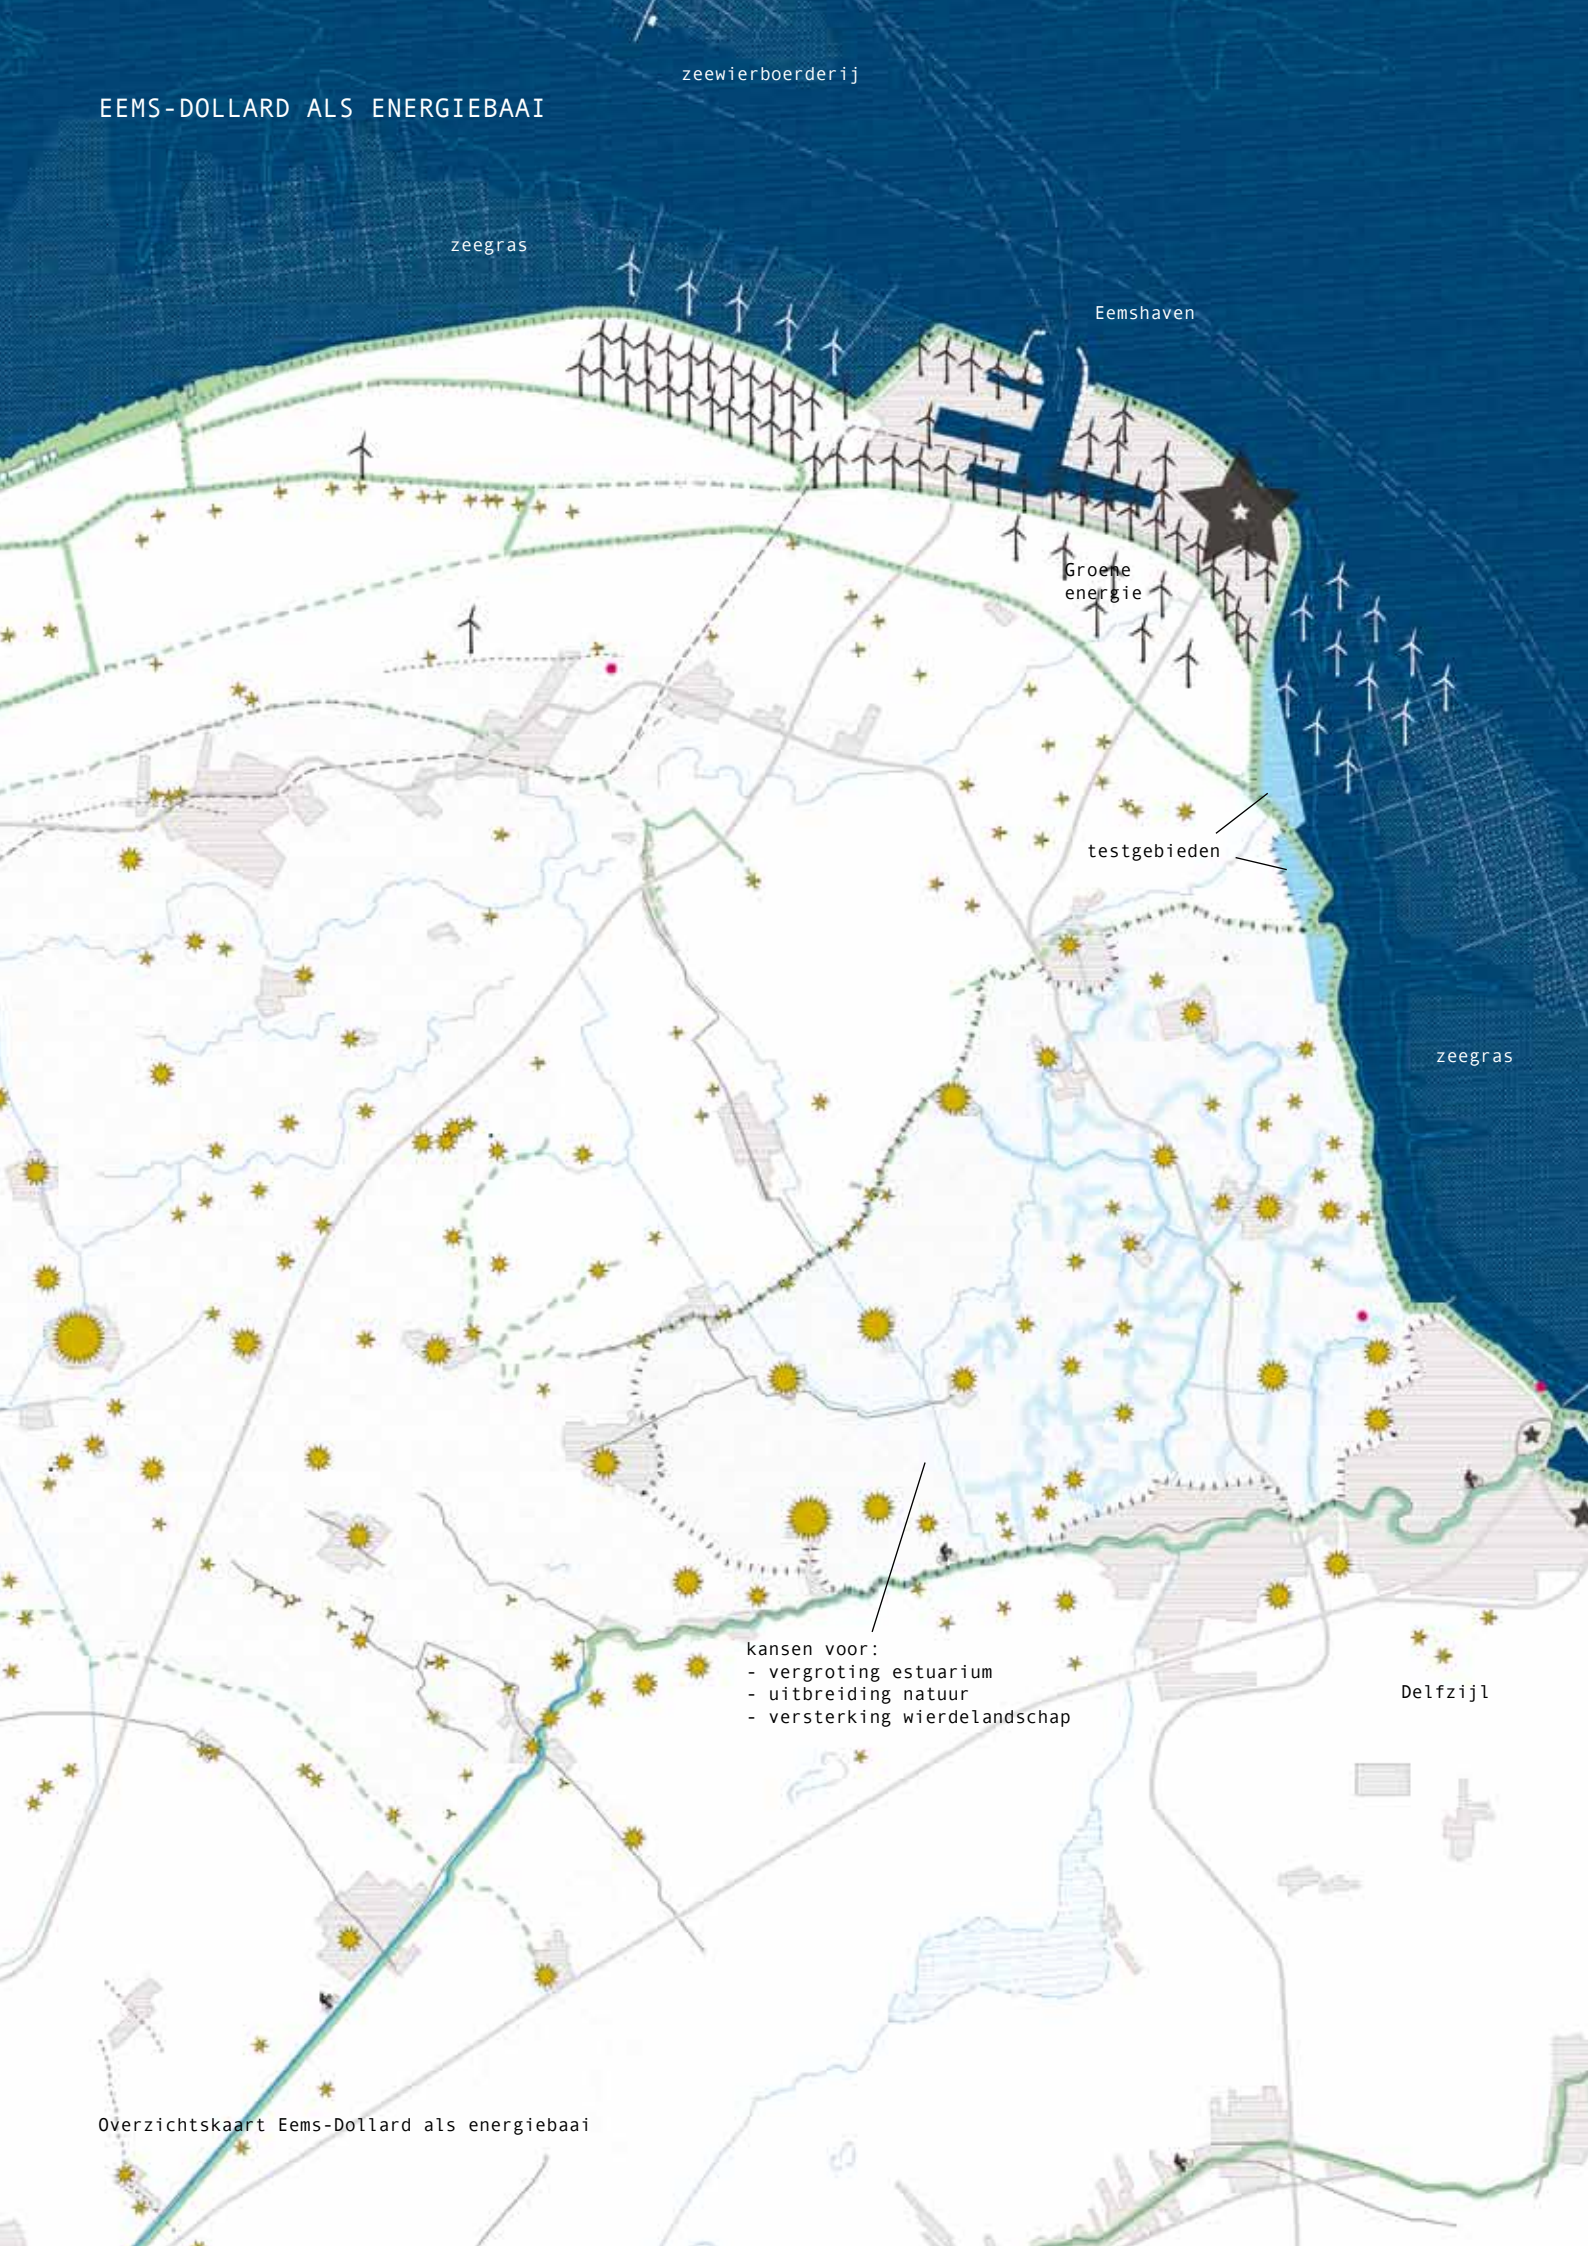 zeewierboerderij
EEMS-DOLLARD ALS ENERGIEBAAI
zeegras
Eemshaven
Groene
energie
testgebieden
zeegras
kansen voor:
- vergroting estuarium
- uitbreiding natuur
- versterking wierdelandschap
Delfzijl
Overzichtskaart Eems-Dollard als energiebaai